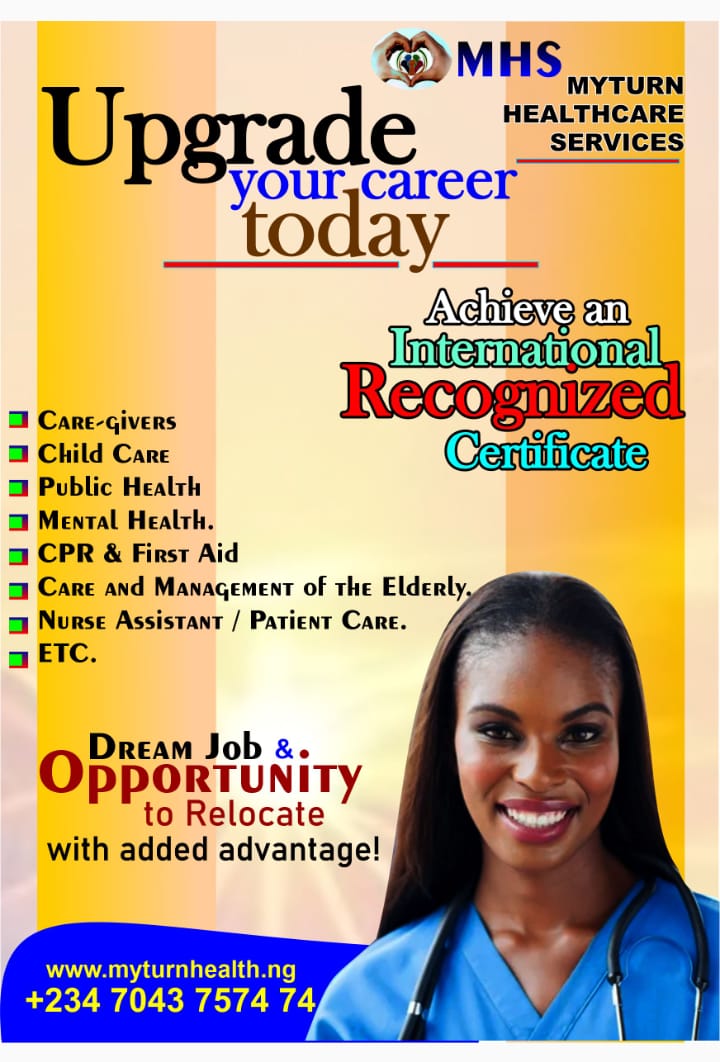 MHS
MYTURN
HEALTHCARE
SERVICES
Upgrade
your career
today
Achieve an
International
Recognized
Certificate
Care-givers
Child Care
Public Health
Mental Health.
CPR & First Aid
Care and Management of the Elderly.
Nurse Assistant / Patient Care.
ETC.
Dream Job &
Opportunity
to Relocate
with added advantage!
www.myturnhealth.ng
+234 7043 7574 74